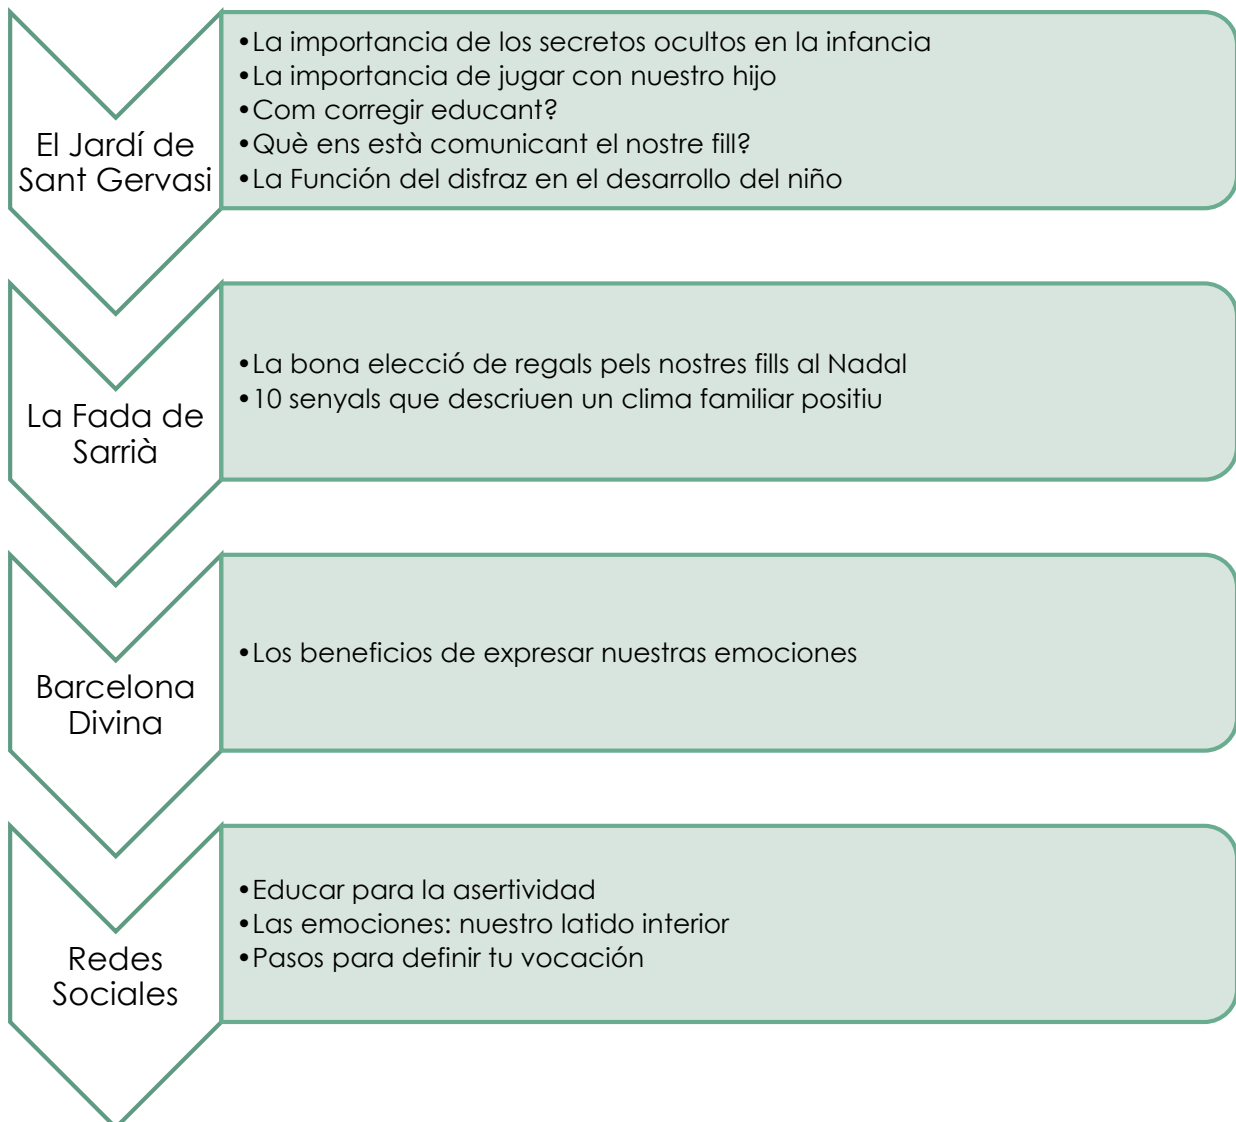 El Jardí de
Sant Gervasi
•La importancia de los secretos ocultos en la infancia
•La importancia de jugar con nuestro hijo
•Com corregir educant?
•Què ens està comunicant el nostre fill?
•La Función del disfraz en el desarrollo del niño
La Fada de
Sarrià
•La bona elecció de regals pels nostres fills al Nadal
•10 senyals que descriuen un clima familiar positiu
Barcelona
Divina
•Los beneficios de expresar nuestras emociones
Redes
Sociales
•Educar para la asertividad
•Las emociones: nuestro latido interior
•Pasos para definir tu vocación